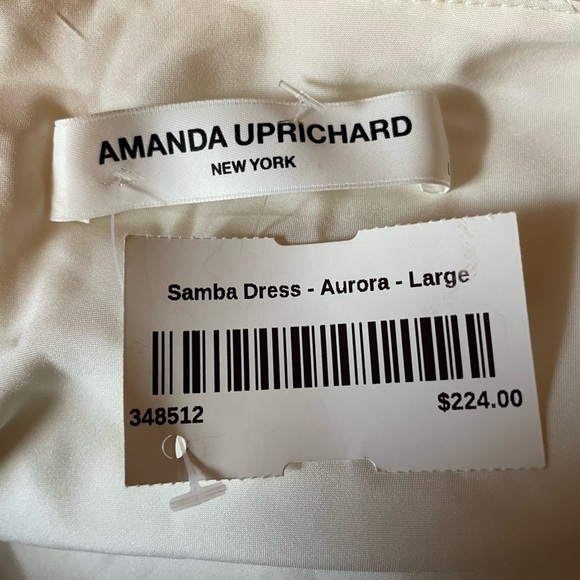 AMANDA UPRICHARD
NEW YORK
Samba Dress - Aurora - Large
348512
$224.00